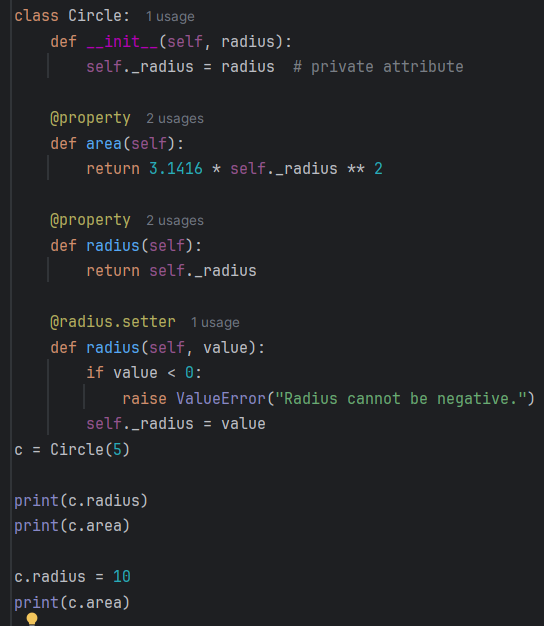 class Circle:  1 usage
    def __init__(self, radius):
        self._radius = radius  # private attribute

    @property  2 usages
    def area(self):
        return 3.1416 * self._radius ** 2

    @property  2 usages
    def radius(self):
        return self._radius

    @radius.setter  1 usage
    def radius(self, value):
        if value < 0:
            raise ValueError("Radius cannot be negative.")
        self._radius = value
c = Circle(5)

print(c.radius)
print(c.area)

c.radius = 10
print(c.area)